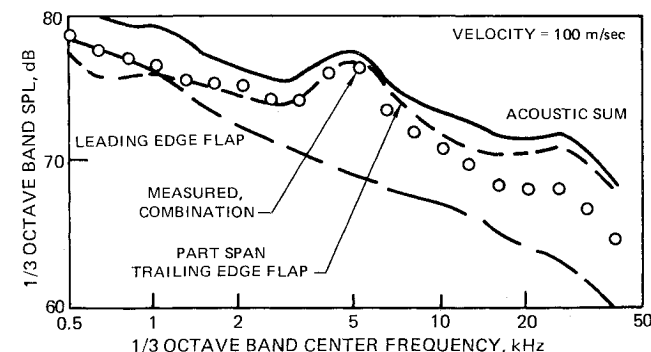 80
VELOCITY = 100 m/sec
ACOUSTIC SUM
1/3 OCTAVE BAND SPL, dB
LEADING EDGE FLAP
70
MEASURED,
COMBINATION
PART SPAN
TRAILING EDGE FLAP
60
0.5 1 2 5 10 20 50
1/3 OCTAVE BAND CENTER FREQUENCY, kHz